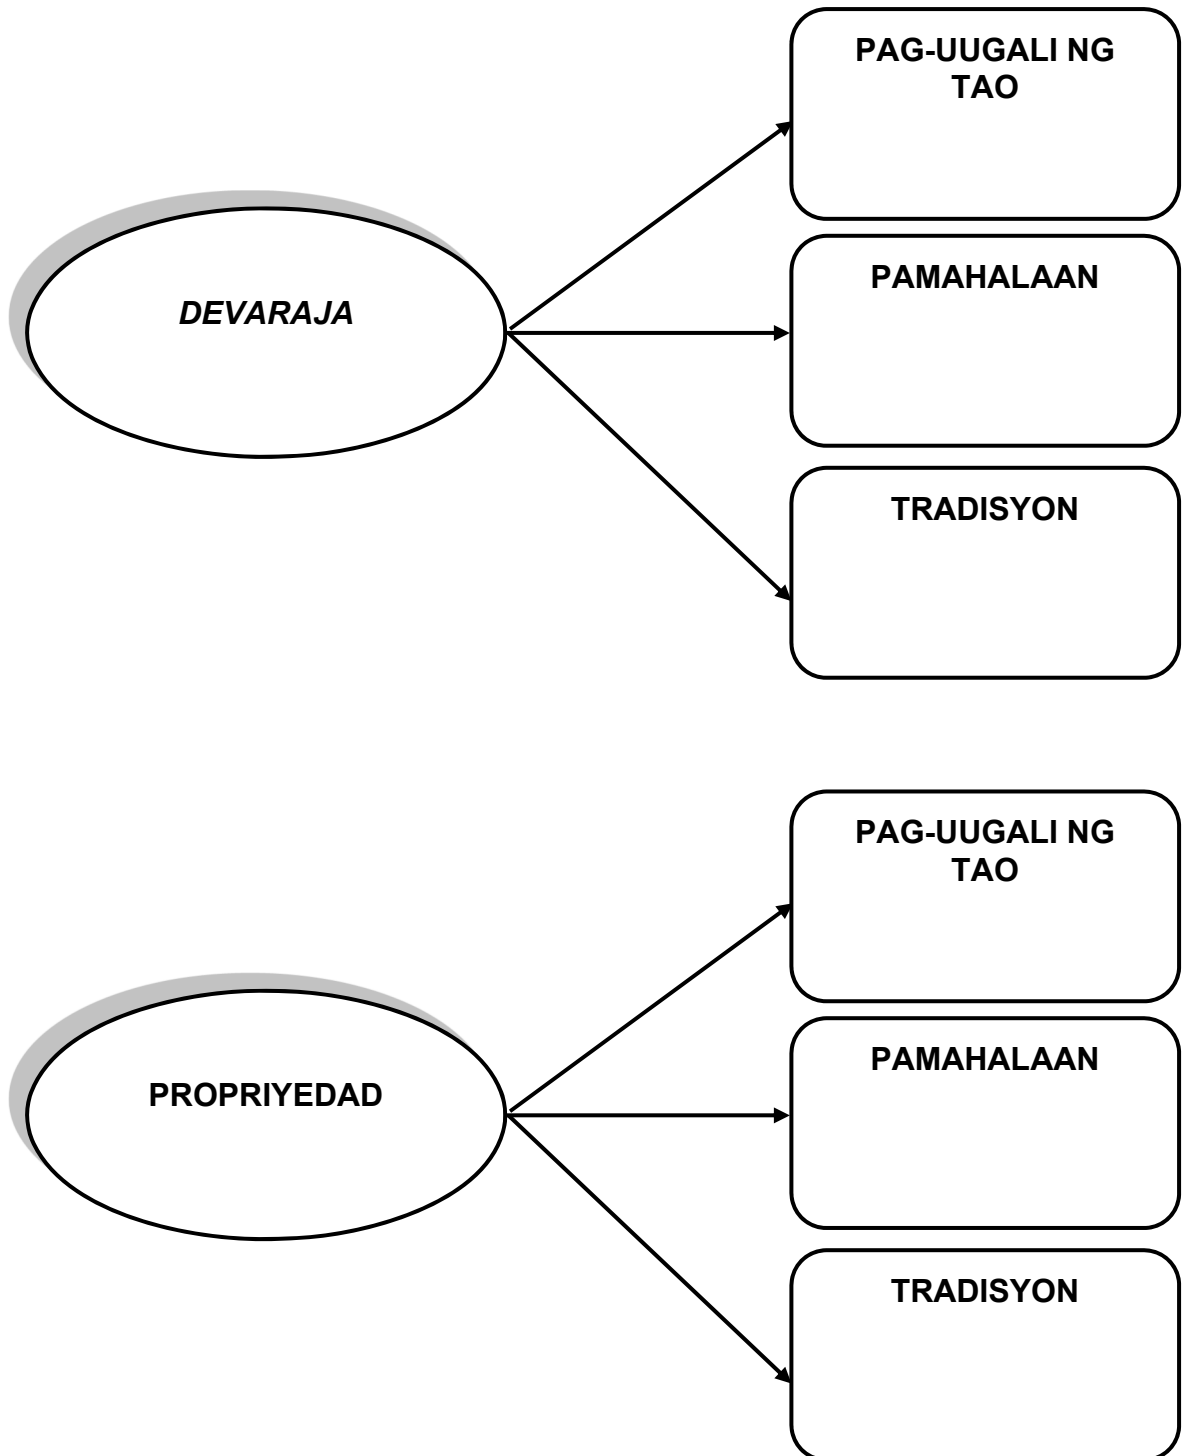 PAG-UUGALI NG
TAO
DEVARAJA
PAMAHALAAN
TRADISYON
PAG-UUGALI NG
TAO
PROPRIYEDAD
PAMAHALAAN
TRADISYON